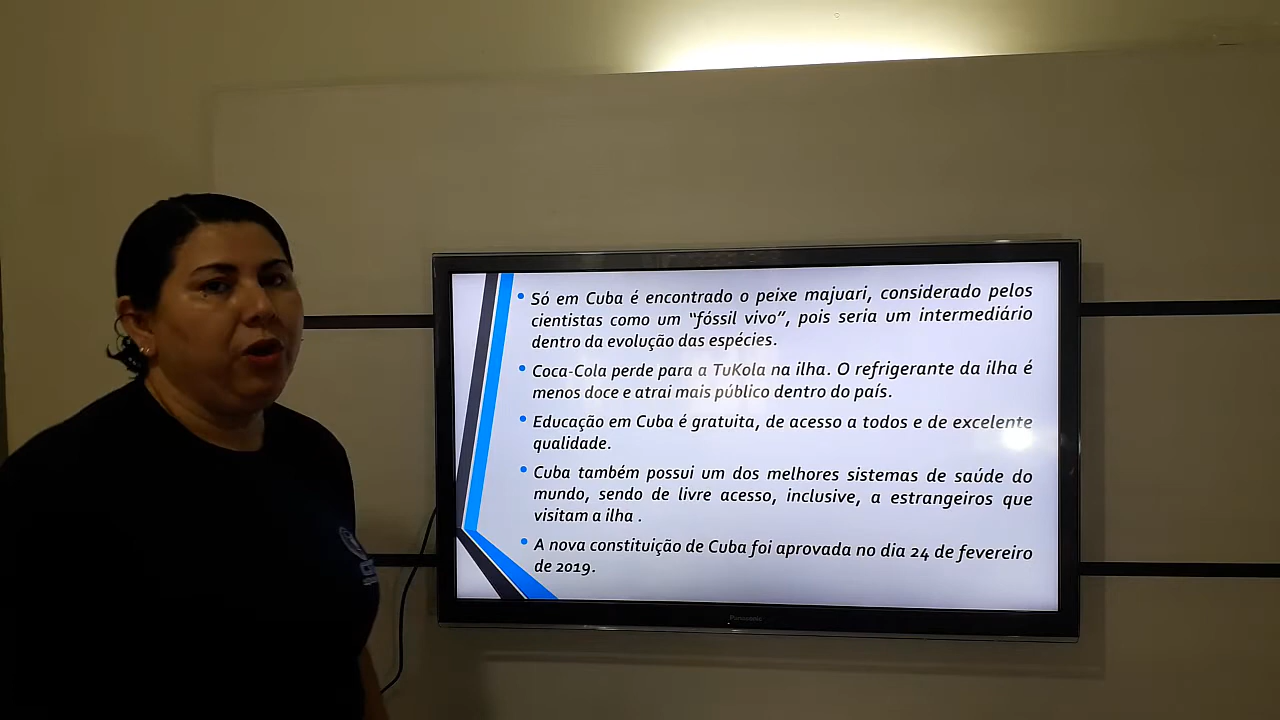 • Só em Cuba é encontrado o peixe majuari, considerado pelos
cientistas como um “fóssil vivo”, pois seria um intermediário
dentro da evolução das espécies.
• Coca-Cola perde para a TuKola na ilha. O refrigerante da ilha é
menos doce e atrai mais público dentro do país.
• Educação em Cuba é gratuita, de acesso a todos e de excelente
qualidade.
• Cuba também possui um dos melhores sistemas de saúde do
mundo, sendo de livre acesso, inclusive, a estrangeiros que
visitam a ilha .
• A nova constituição de Cuba foi aprovada no dia 24 de fevereiro
de 2019.
Panasonic